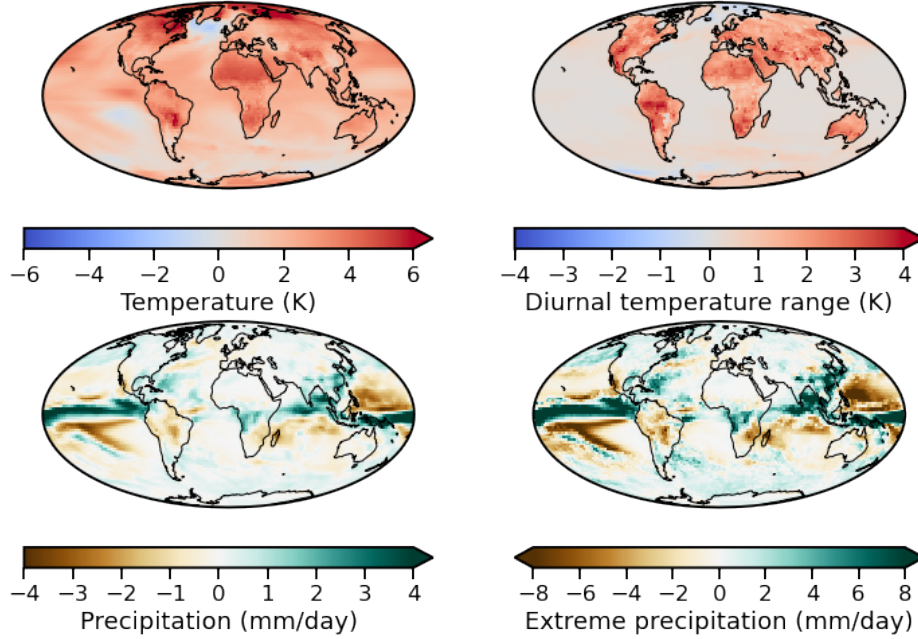 −6 −4 −2 0 2 4 6
Temperature (K)
−4 −3 −2 −1 0 1 2 3 4
Diurnal temperature range (K)
−4 −3 −2 −1 0 1 2 3 4
Precipitation (mm/day)
−8 −6 −4 −2 0 2 4 6 8
Extreme precipitation (mm/day)